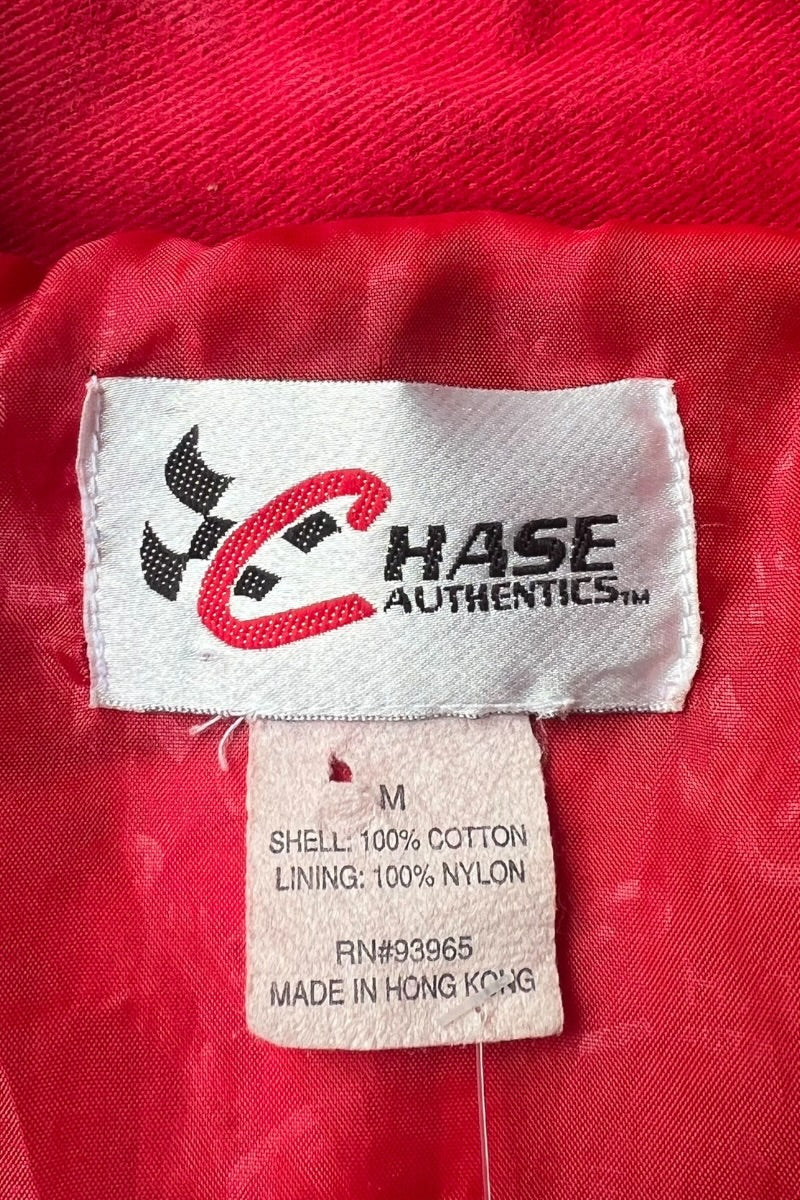 CHASE
AUTHENTICS™
M
SHELL: 100% COTTON
LINING: 100% NYLON
RN#93965
MADE IN HONG KONG